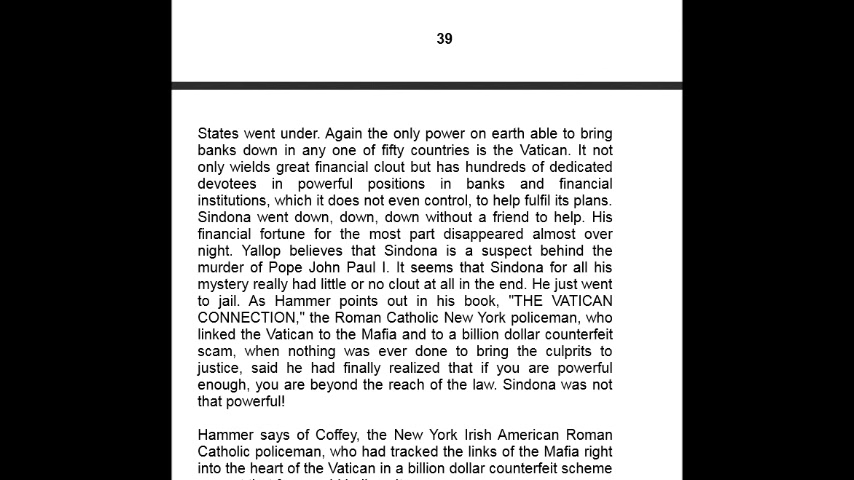 39
States went under. Again the only power on earth able to bring
banks down in any one of fifty countries is the Vatican. It not
only wields great financial clout but has hundreds of dedicated
devotees in powerful positions in banks and financial
institutions, which it does not even control, to help fulfil its plans.
Sindona went down, down, down without a friend to help. His
financial fortune for the most part disappeared almost over
night. Yallop believes that Sindona is a suspect behind the
murder of Pope John Paul I. It seems that Sindona for all his
mystery really had little or no clout at all in the end. He just went
to jail. As Hammer points out in his book, "THE VATICAN
CONNECTION," the Roman Catholic New York policeman, who
linked the Vatican to the Mafia and to a billion dollar counterfeit
scam, when nothing was ever done to bring the culprits to
justice, said he had finally realized that if you are powerful
enough, you are beyond the reach of the law. Sindona was not
that powerful!
Hammer says of Coffey, the New York Irish American Roman
Catholic policeman, who had tracked the links of the Mafia right
into the heart of the Vatican in a billion dollar counterfeit scheme